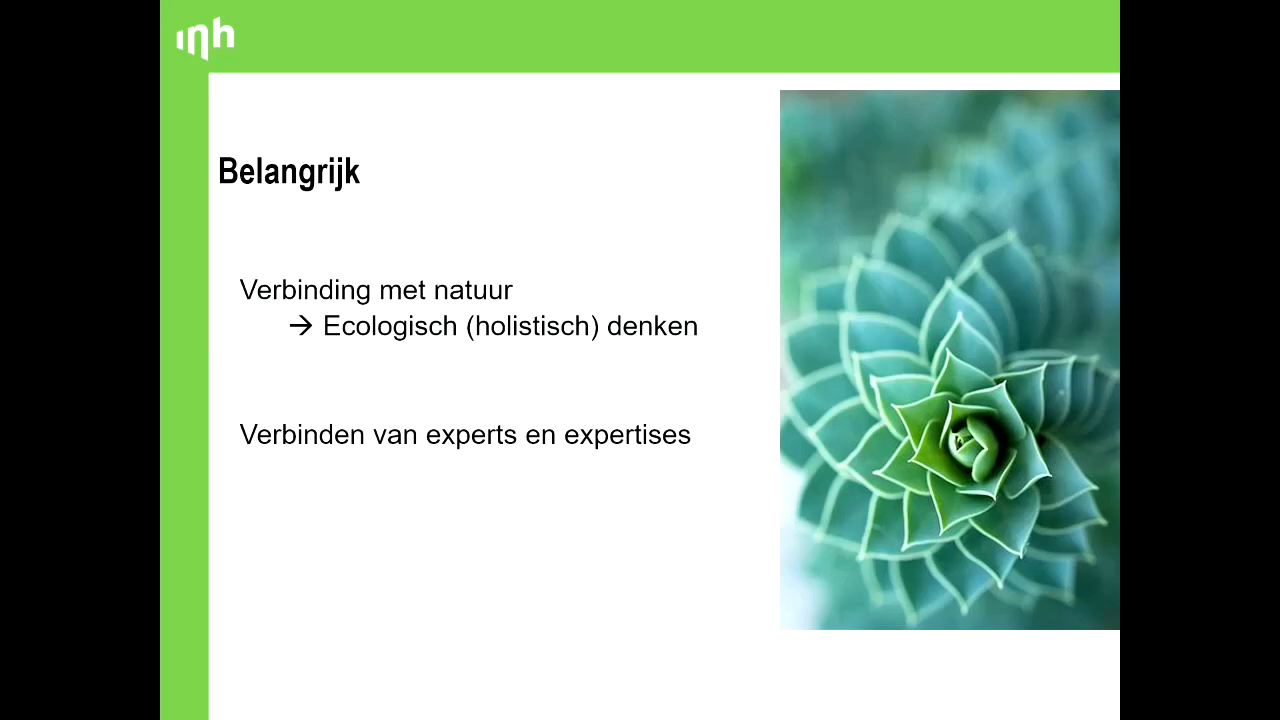 inh
Belangrijk
Verbinding met natuur
→ Ecologisch (holistisch) denken
Verbinden van experts en expertises